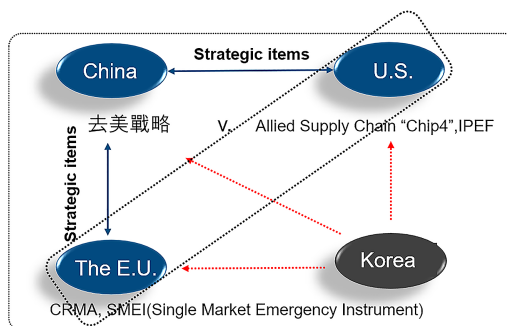 Strategic items
China
U.S.
去美戰略
V.
Allied Supply Chain “Chip4”,IPEF
Strategic items
The E.U.
Korea
CRMA, SMEI(Single Market Emergency Instrument)